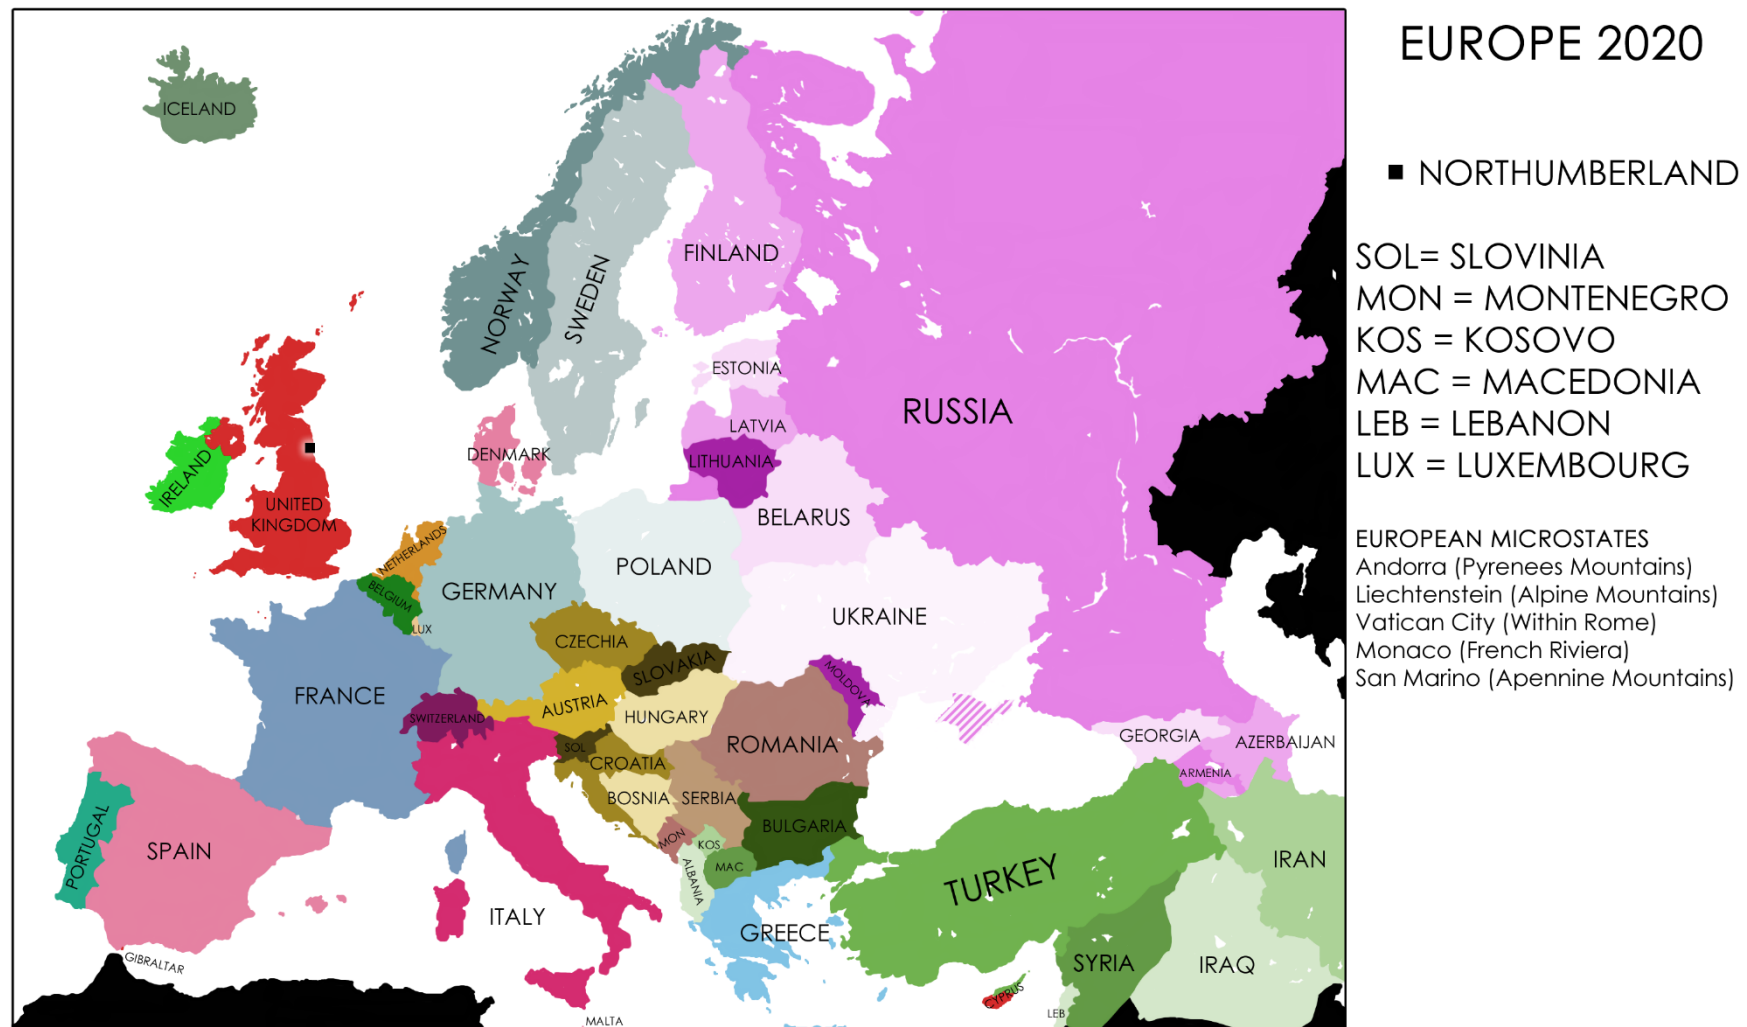 EUROPE 2020
NORTHUMBERLAND
SOL= SLOVINIA
MON = MONTENEGRO
KOS = KOSOVO
MAC = MACEDONIA
LEB = LEBANON
LUX = LUXEMBOURG
EUROPEAN MICROSTATES
Andorra (Pyrenees Mountains)
Liechtenstein (Alpine Mountains)
Vatican City (Within Rome)
Monaco (French Riviera)
San Marino (Apennine Mountains)
ICELAND
NORWAY
SWEDEN
FINLAND
RUSSIA
ESTONIA
LATVIA
LITHUANIA
DENMARK
IRELAND
UNITED
KINGDOM
NETHERLANDS
BELGIUM
LUX
GERMANY
POLAND
BELARUS
UKRAINE
CZECHIA
SLOVAKIA
FRANCE
SWITZERLAND
AUSTRIA
HUNGARY
MOLDOVA
ROMANIA
SOL
CROATIA
BOSNIA
SERBIA
MON
KOS
MAC
ALBANIA
BULGARIA
GEORGIA
AZERBAIJAN
ARMENIA
PORTUGAL
SPAIN
ITALY
GREECE
TURKEY
IRAN
SYRIA
IRAQ
CYPRUS
LEB
GIBRALTAR
MALTA